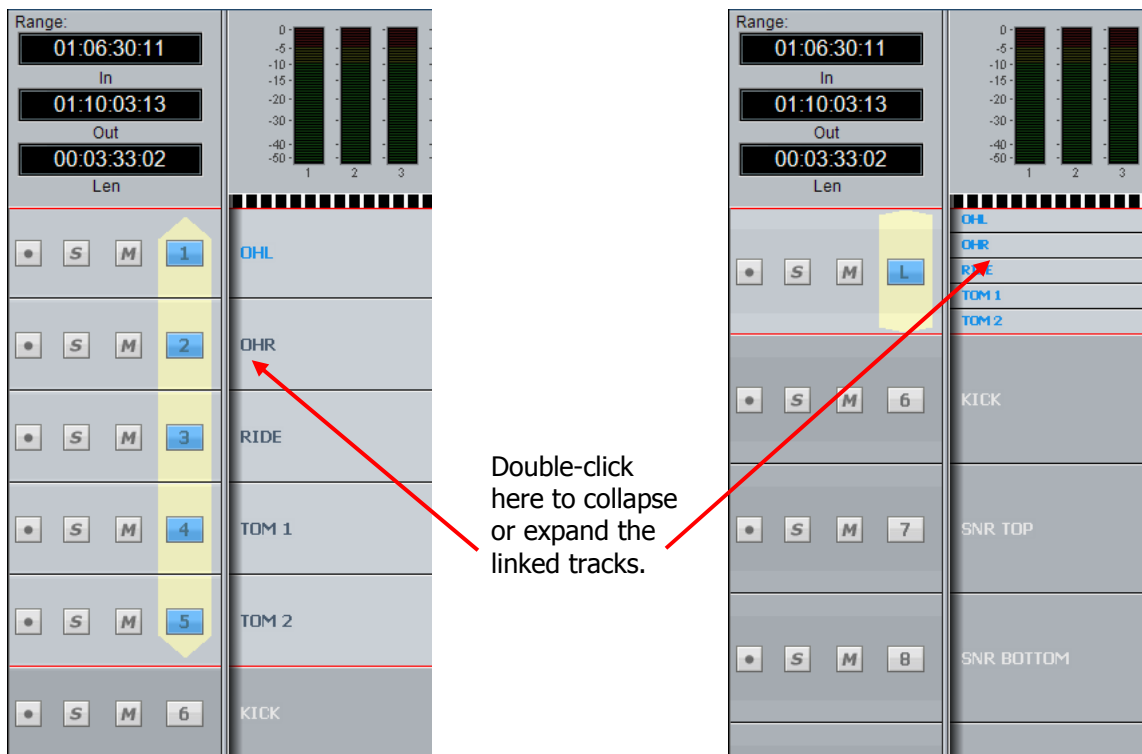 Range:
01:06:30:11
In
01:10:03:13
Out
00:03:33:02
Len
0
-5
-10
-15
-20
-30
-40
-50
1 2 3
S M 1 OHL
S M 2 OHR
S M 3 RIDE
S M 4 TOM 1
S M 5 TOM 2
S M 6 KICK
Double-click
here to collapse
or expand the
linked tracks.
Range:
01:06:30:11
In
01:10:03:13
Out
00:03:33:02
Len
0
-5
-10
-15
-20
-30
-40
-50
1 2 3
S M L
OHL
OHR
RIDE
TOM 1
TOM 2
S M 6 KICK
S M 7 SNR TOP
S M 8 SNR BOTTOM